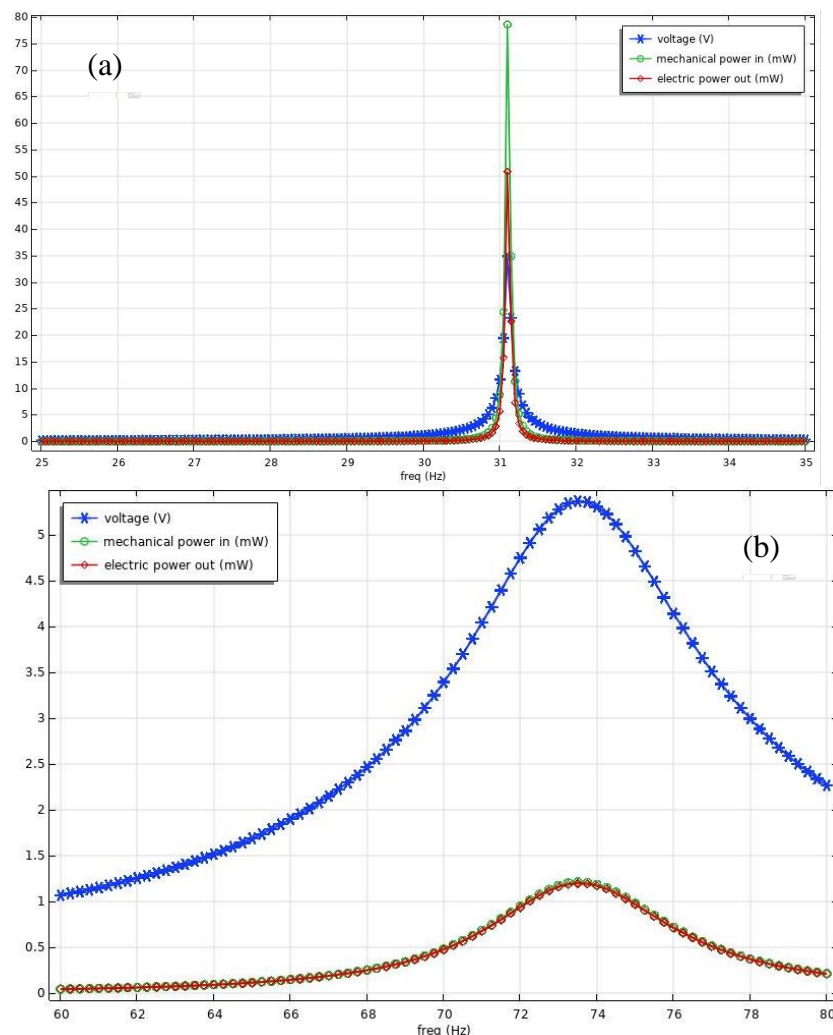 80
75
70
65
60
55
50
45
40
35
30
25
20
15
10
5
0
(a)
voltage (V)
mechanical power in (mW)
electric power out (mW)
25 26 27 28 29 30 31 32 33 34 35
freq (Hz)
5
4.5
4
3.5
3
2.5
2
1.5
1
0.5
0
voltage (V)
mechanical power in (mW)
electric power out (mW)
(b)
60 62 64 66 68 70 72 74 76 78 80
freq (Hz)